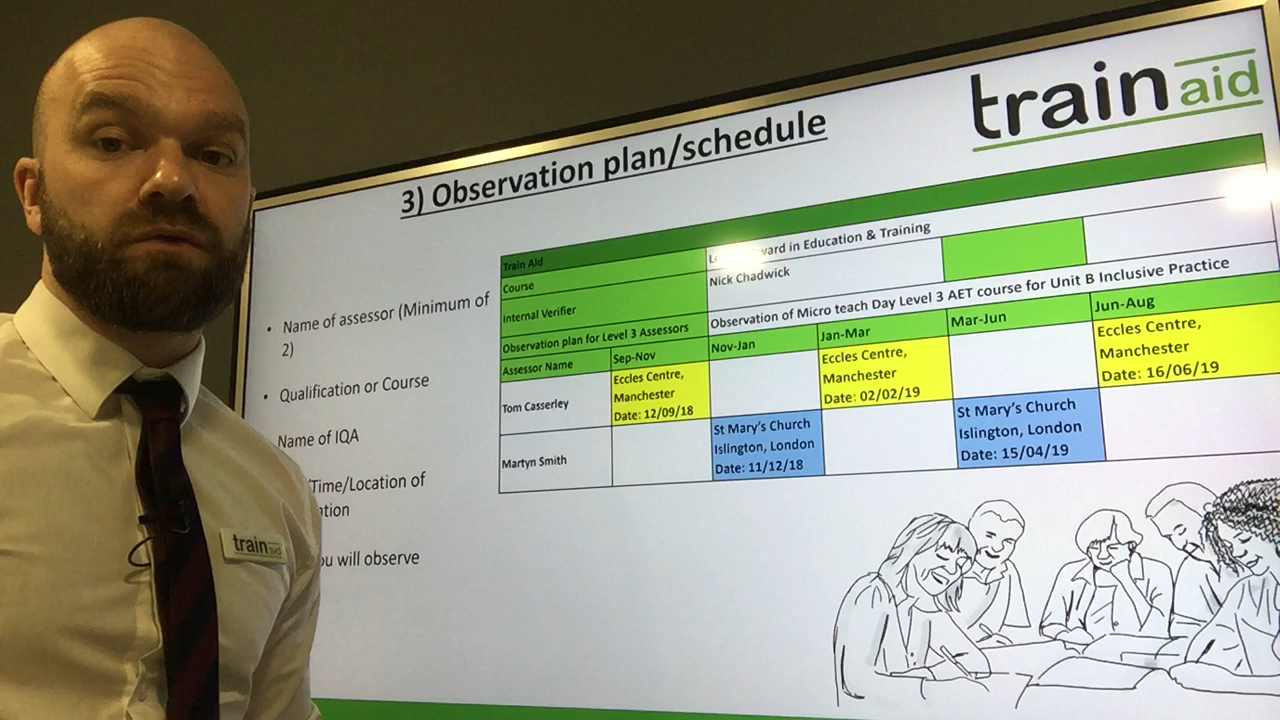 train aid
3) Observation plan/schedule
• Name of assessor (Minimum of
2)
• Qualification or Course
Name of IQA
/Time/Location of
will observe
Train Aid
Course
in Education & Training
Internal Verifier
Nick Chadwick
Observation plan for Level 3 Assessors
Observation of Micro teach Day Level 3 AET course for Unit B Inclusive Practice
Assessor Name
Sep-Nov
Nov-Jan
Jan-Mar
Mar-Jun
Jun-Aug
Tom Casserley
Eccles Centre,
Manchester
Date: 12/09/18
Eccles Centre,
Manchester
Date: 02/02/19
Eccles Centre,
Manchester
Date: 16/06/19
Martyn Smith
St Mary's Church
Islington, London
Date: 11/12/18
St Mary's Church
Islington, London
Date: 15/04/19
train aid